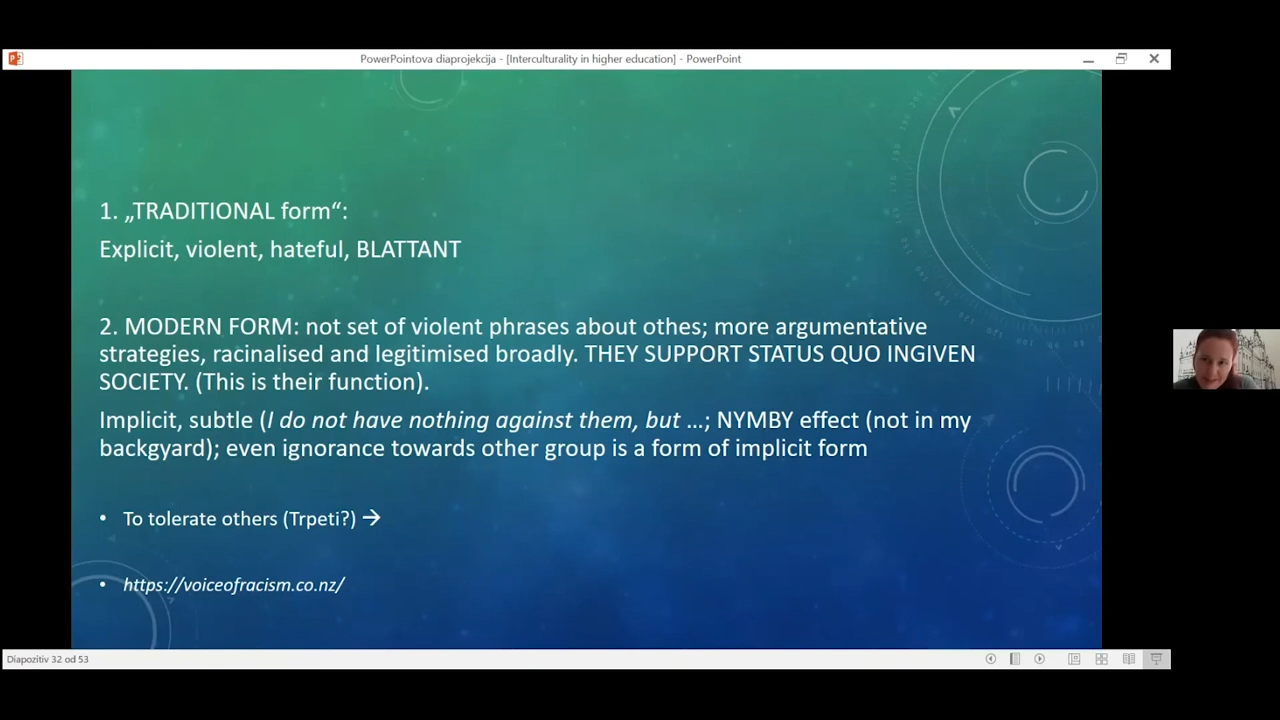 PowerPointova diaprojekcija - [Interculturality in higher education] - PowerPoint
1. „TRADITIONAL form“:
Explicit, violent, hateful, BLATTANT
2. MODERN FORM: not set of violent phrases about othes; more argumentative
strategies, racinalised and legitimised broadly. THEY SUPPORT STATUS QUO INGIVEN
SOCIETY. (This is their function).
Implicit, subtle (I do not have nothing against them, but …; NYMBY effect (not in my
backgyard); even ignorance towards other group is a form of implicit form
• To tolerate others (Trpeti?) →
• https://voiceofracism.co.nz/
Diapozitiv 32 od 53